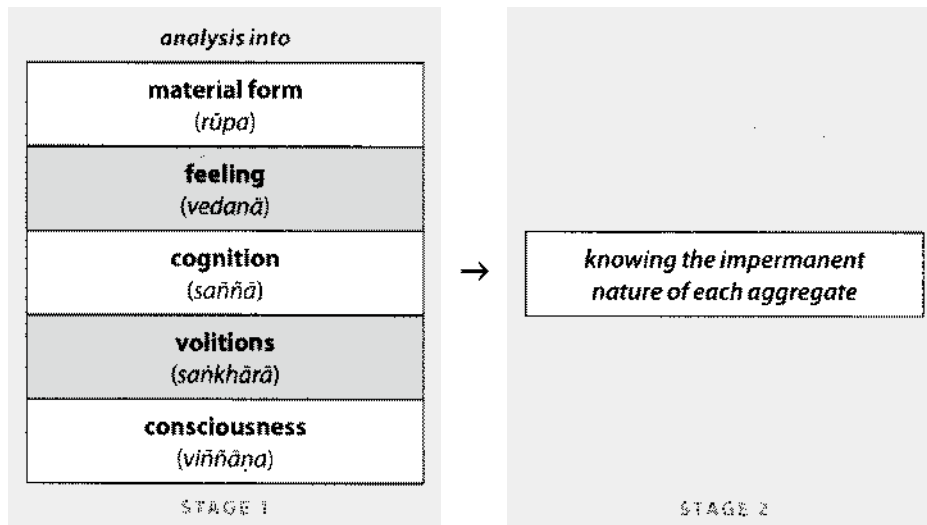 analysis into
material form
(rūpa)
feeling
(vedanā)
cognition
(saññā)
volitions
(saṅkhārā)
consciousness
(viññāṇa)
STAGE 1
→
knowing the impermanent
nature of each aggregate
STAGE 2